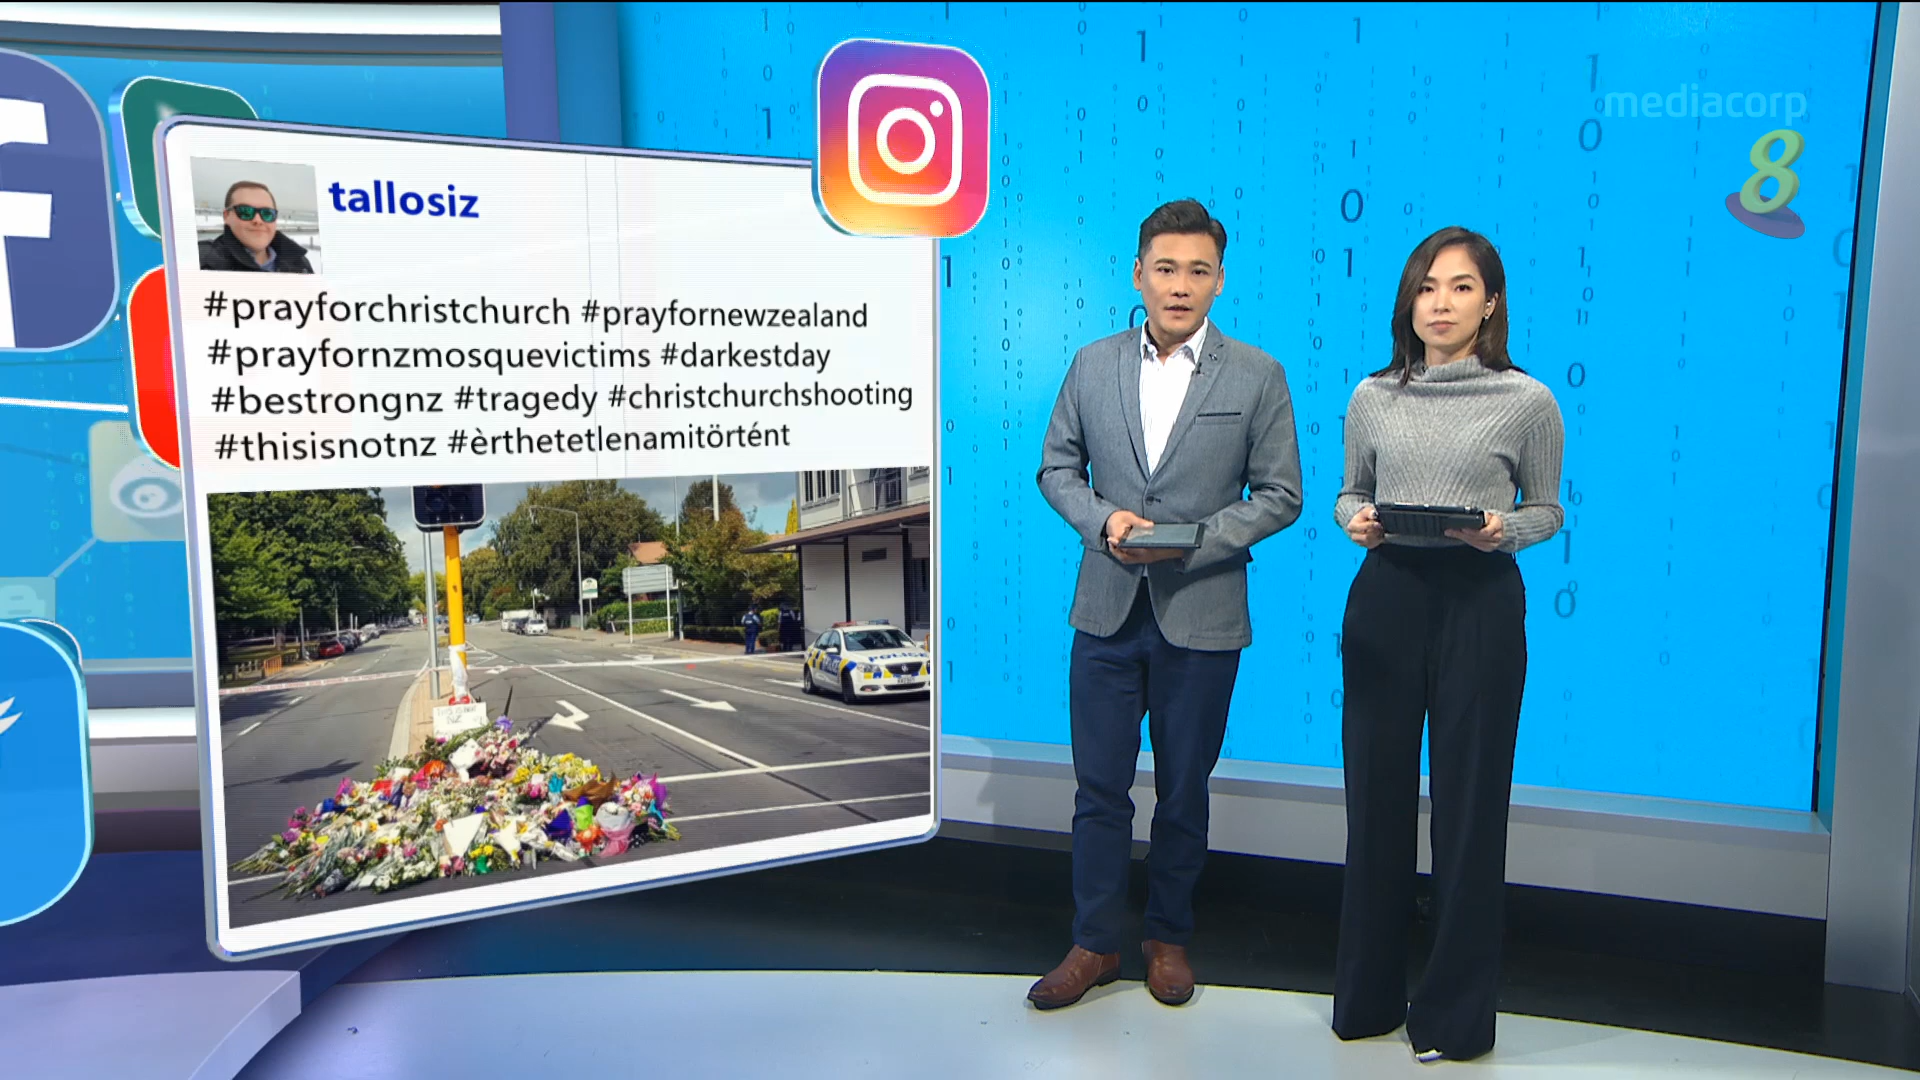 mediacorp
8
tallosiz
#prayforchristchurch #prayfornewzealand
#prayfornzmosquevictims #darkestday
#bestrongnz #tragedy #christchurchshooting
#thisisnotnz #èrthetetlenamitörtént
POLICE